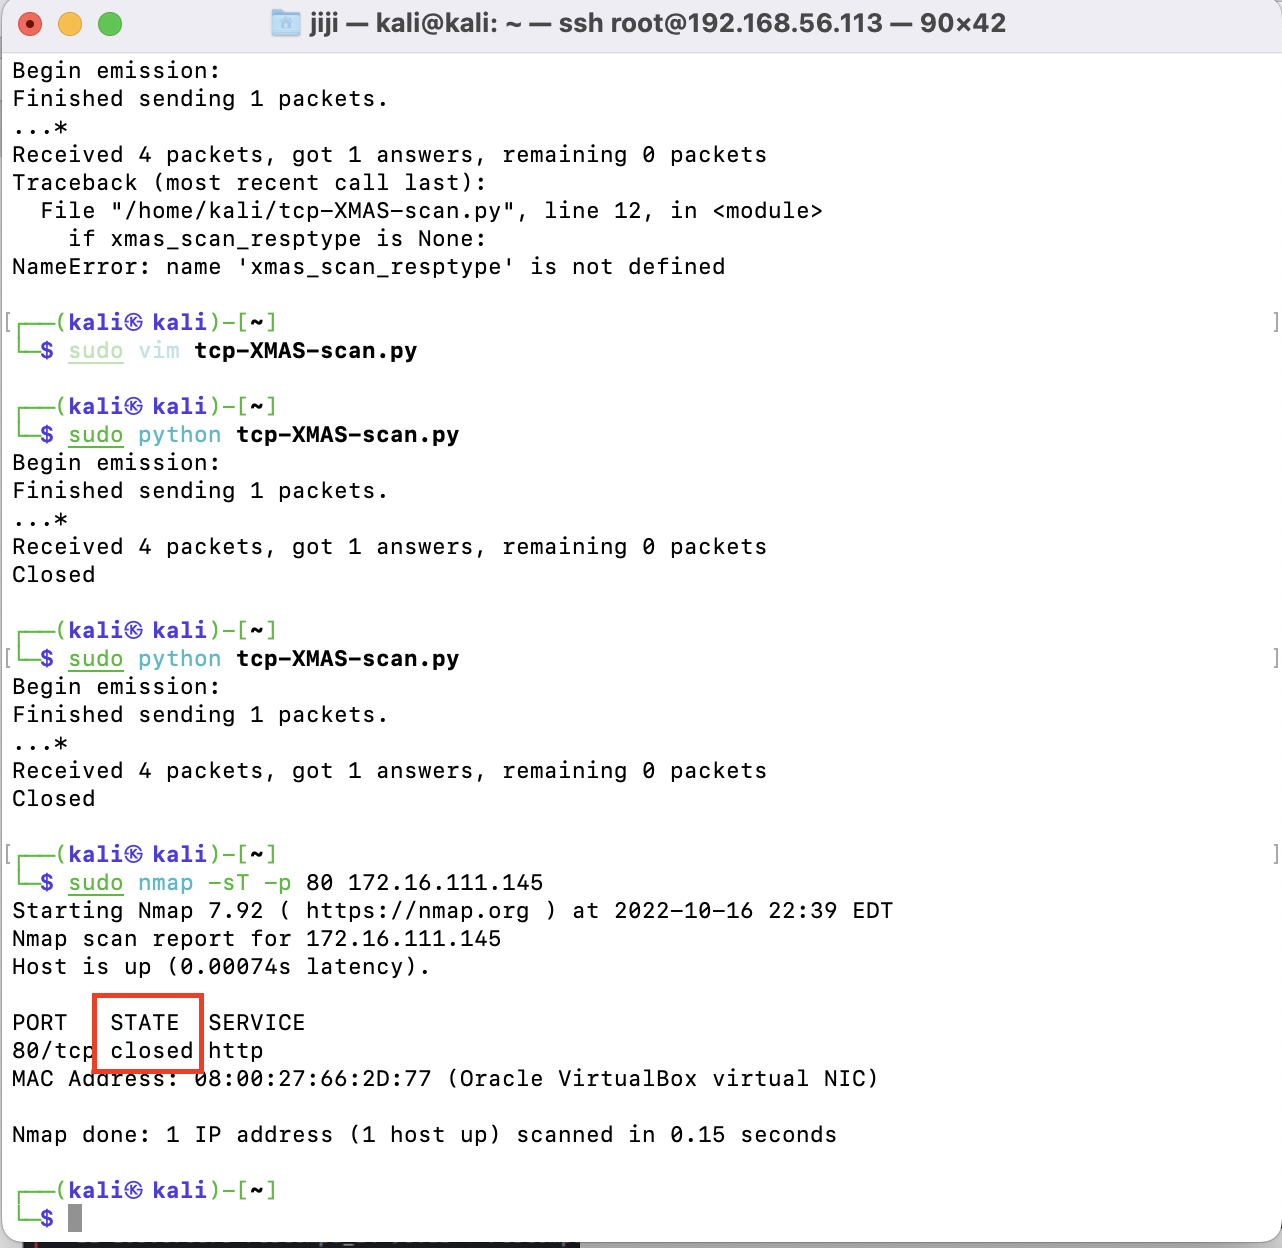 jiji — kali@kali: ~ — ssh root@192.168.56.113 — 90×42
Begin emission:
Finished sending 1 packets.
...*
Received 4 packets, got 1 answers, remaining 0 packets
Traceback (most recent call last):
  File "/home/kali/tcp-XMAS-scan.py", line 12, in <module>
    if xmas_scan_resptype is None:
NameError: name 'xmas_scan_resptype' is not defined
[┌──(kali㉿kali)-[~]                                                                      ]
└─$ sudo vim tcp-XMAS-scan.py
┌──(kali㉿kali)-[~]
└─$ sudo python tcp-XMAS-scan.py
Begin emission:
Finished sending 1 packets.
...*
Received 4 packets, got 1 answers, remaining 0 packets
Closed
┌──(kali㉿kali)-[~]
[└─$ sudo python tcp-XMAS-scan.py                                                         ]
Begin emission:
Finished sending 1 packets.
...*
Received 4 packets, got 1 answers, remaining 0 packets
Closed
[┌──(kali㉿kali)-[~]                                                                      ]
└─$ sudo nmap -sT -p 80 172.16.111.145
Starting Nmap 7.92 ( https://nmap.org ) at 2022-10-16 22:39 EDT
Nmap scan report for 172.16.111.145
Host is up (0.00074s latency).
PORT   STATE  SERVICE
80/tcp closed http
MAC Address: 08:00:27:66:2D:77 (Oracle VirtualBox virtual NIC)
Nmap done: 1 IP address (1 host up) scanned in 0.15 seconds
┌──(kali㉿kali)-[~]
└─$